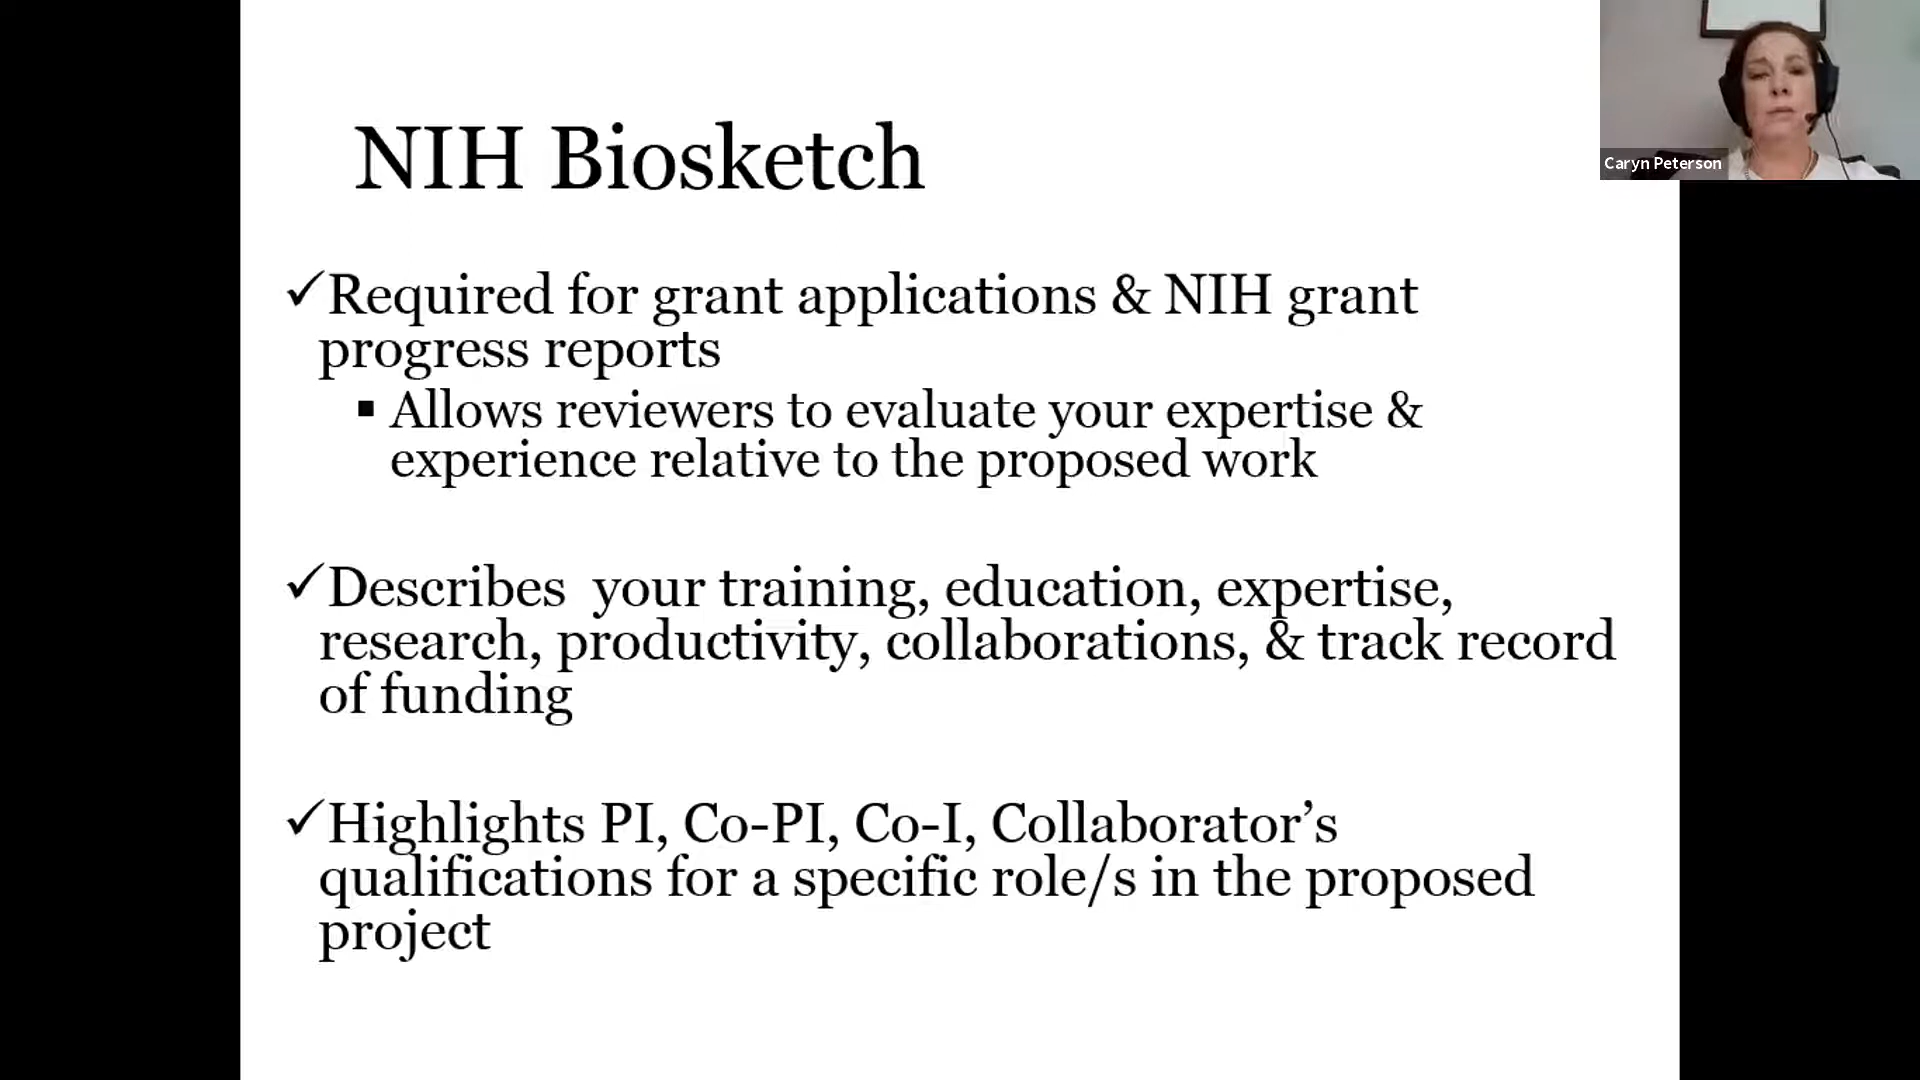 NIH Biosketch
✓Required for grant applications & NIH grant
progress reports
▪ Allows reviewers to evaluate your expertise &
experience relative to the proposed work
✓Describes  your training, education, expertise,
research, productivity, collaborations, & track record
of funding
✓Highlights PI, Co-PI, Co-I, Collaborator’s
qualifications for a specific role/s in the proposed
project
Caryn Peterson